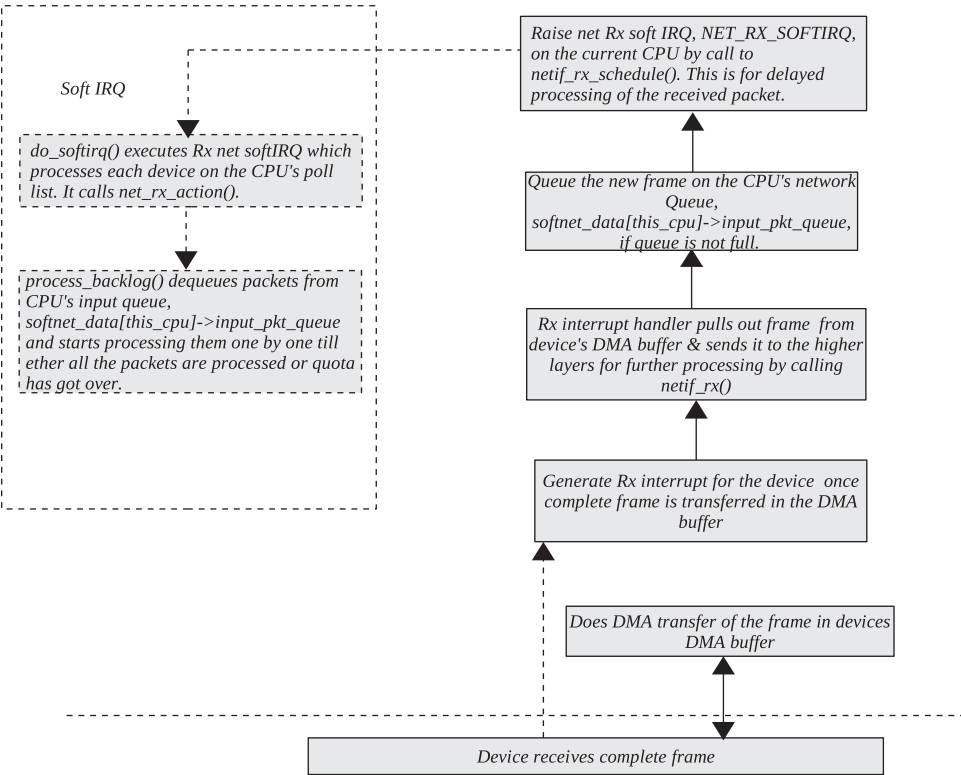 Raise net Rx soft IRQ, NET_RX_SOFTIRQ,
on the current CPU by call to
netif_rx_schedule(). This is for delayed
processing of the received packet.
Soft IRQ
do_softirq() executes Rx net softIRQ which
processes each device on the CPU's poll
list. It calls net_rx_action().
process_backlog() dequeues packets from
CPU's input queue,
softnet_data[this_cpu]->input_pkt_queue
and starts processing them one by one till
ether all the packets are processed or quota
has got over.
Queue the new frame on the CPU's network
Queue,
softnet_data[this_cpu]->input_pkt_queue,
if queue is not full.
Rx interrupt handler pulls out frame from
device's DMA buffer & sends it to the higher
layers for further processing by calling
netif_rx()
Generate Rx interrupt for the device once
complete frame is transferred in the DMA
buffer
Does DMA transfer of the frame in devices
DMA buffer
Device receives complete frame